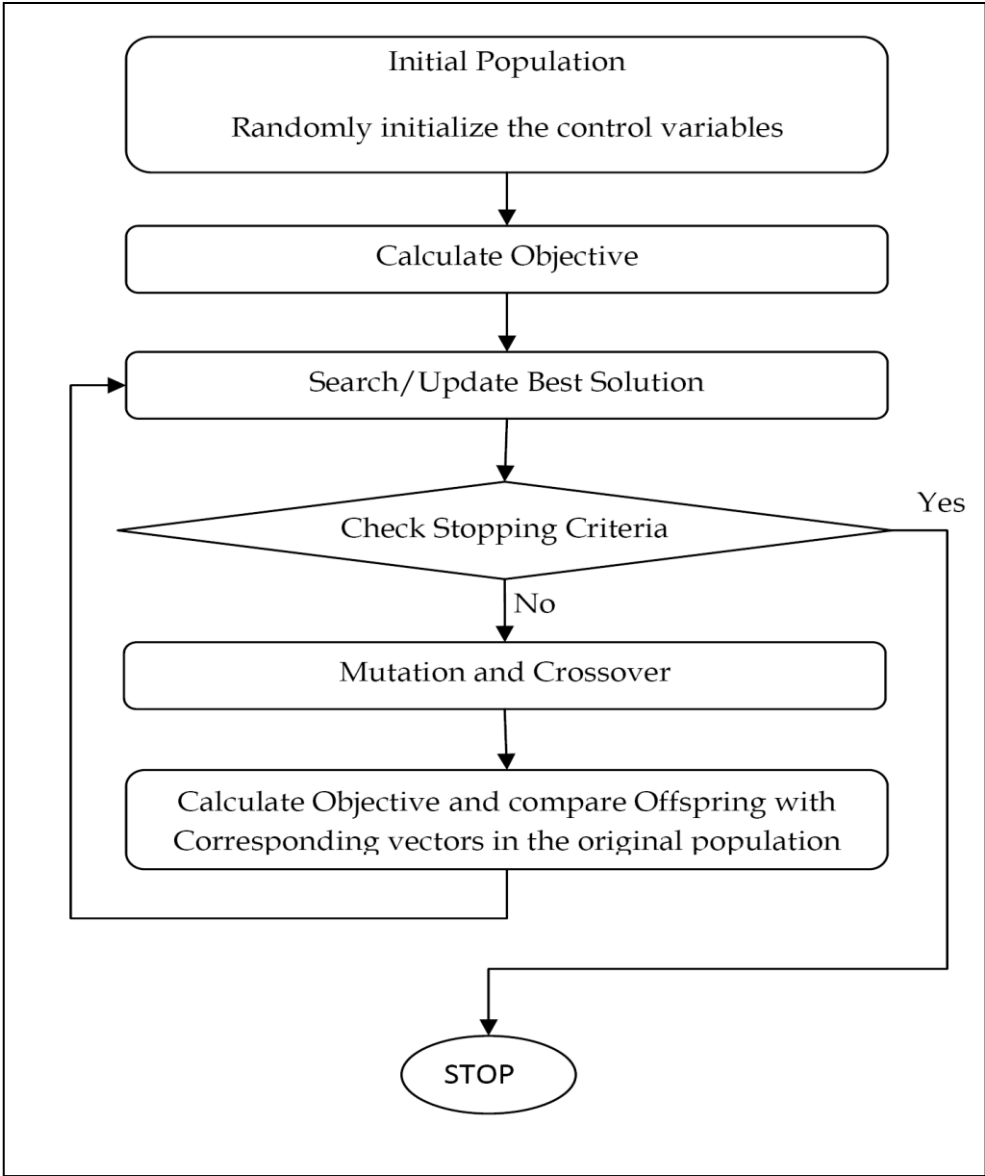 Initial Population
Randomly initialize the control variables
Calculate Objective
Search/Update Best Solution
Check Stopping Criteria
Yes
No
Mutation and Crossover
Calculate Objective and compare Offspring with
Corresponding vectors in the original population
STOP